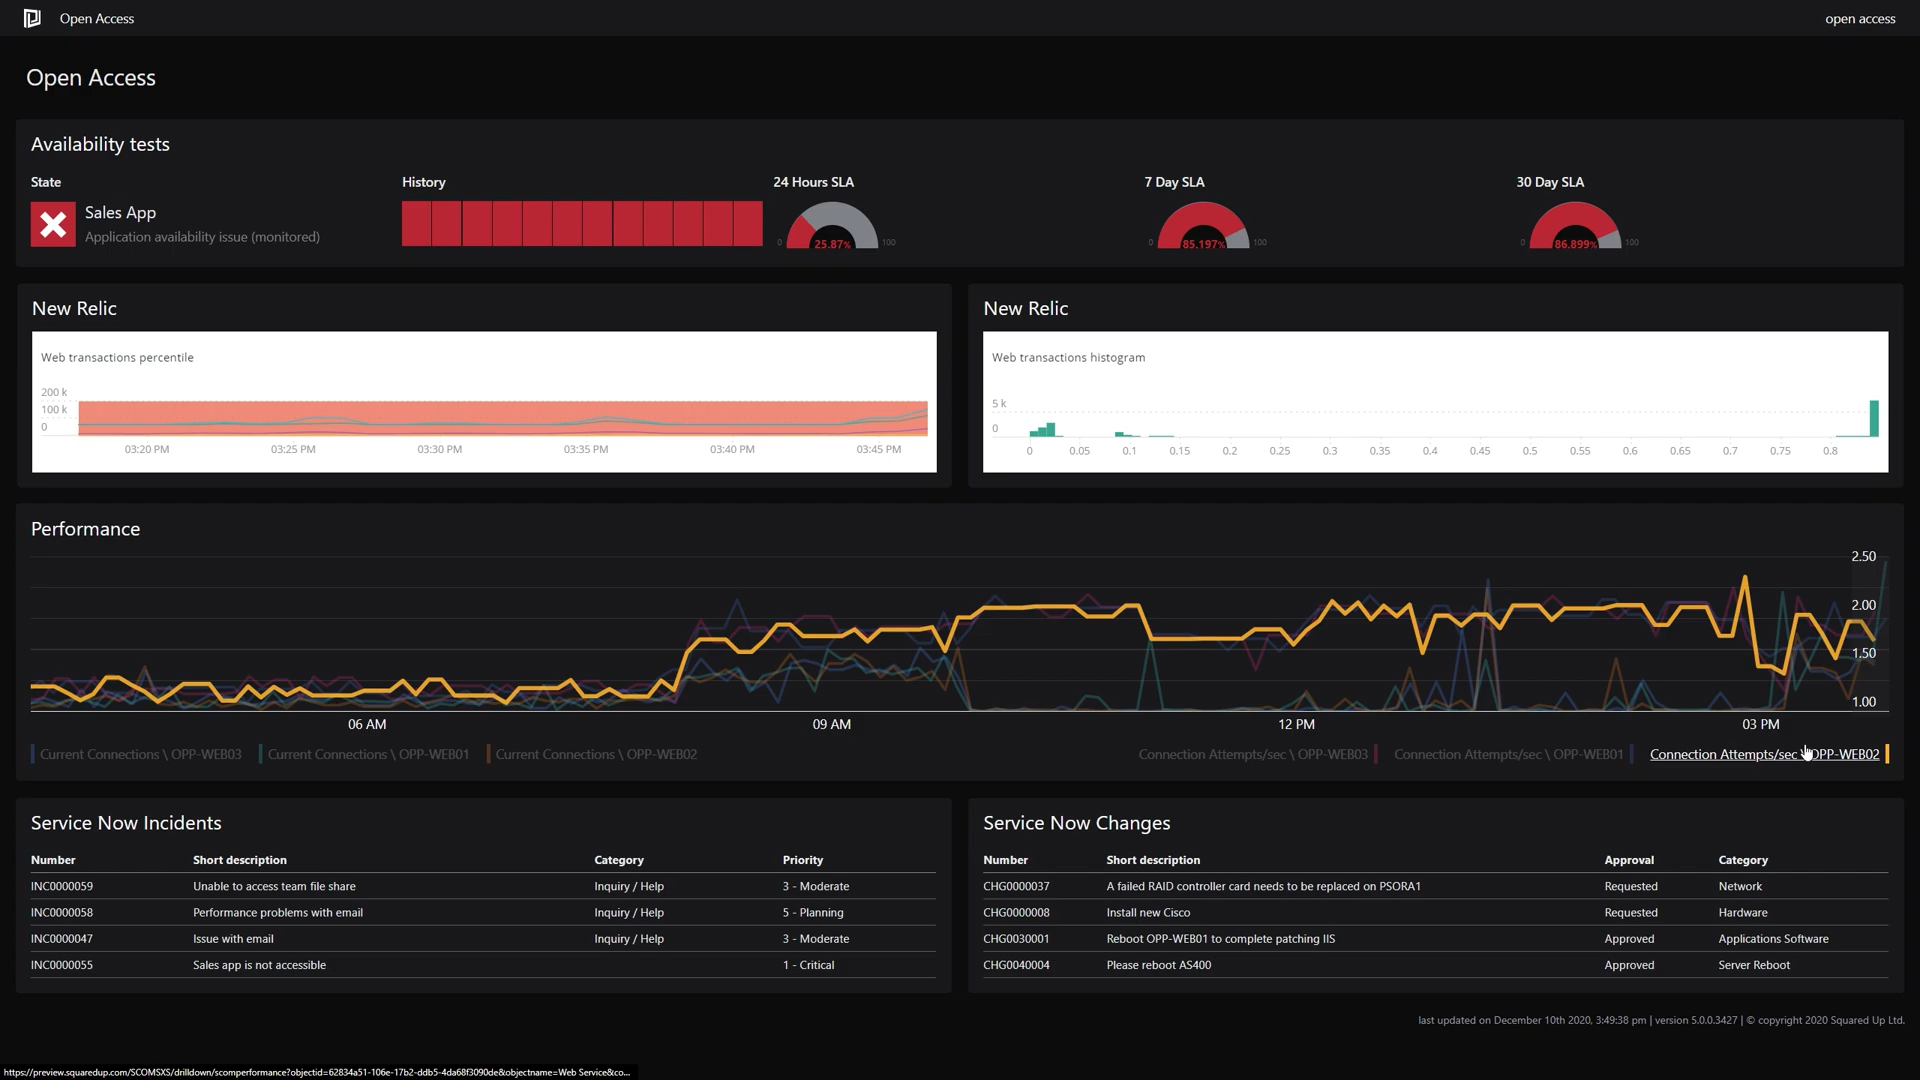 Open Access
open access
Open Access
Availability tests
State
History
24 Hours SLA
7 Day SLA
30 Day SLA
Sales App
Application availability issue (monitored)
0 25.87% 100
0 85.197% 100
0 86.899% 100
New Relic
Web transactions percentile
200 k
100 k
0
03:20 PM 03:25 PM 03:30 PM 03:35 PM 03:40 PM 03:45 PM
New Relic
Web transactions histogram
5 k
0
0 0.05 0.1 0.15 0.2 0.25 0.3 0.35 0.4 0.45 0.5 0.55 0.6 0.65 0.7 0.75 0.8
Performance
2.50
2.00
1.50
1.00
06 AM 09 AM 12 PM 03 PM
Current Connections \ OPP-WEB03 Current Connections \ OPP-WEB01 Current Connections \ OPP-WEB02 Connection Attempts/sec \ OPP-WEB03 Connection Attempts/sec \ OPP-WEB01 Connection Attempts/sec \ OPP-WEB02
Service Now Incidents
Number Short description Category Priority
INC0000059 Unable to access team file share Inquiry / Help 3 - Moderate
INC0000058 Performance problems with email Inquiry / Help 5 - Planning
INC0000047 Issue with email Inquiry / Help 3 - Moderate
INC0000055 Sales app is not accessible 1 - Critical
Service Now Changes
Number Short description Approval Category
CHG0000037 A failed RAID controller card needs to be replaced on PSORA1 Requested Network
CHG0000008 Install new Cisco Requested Hardware
CHG0030001 Reboot OPP-WEB01 to complete patching IIS Approved Applications Software
CHG0040004 Please reboot AS400 Approved Server Reboot
last updated on December 10th 2020, 3:49:38 pm | version 5.0.0.3427 | © copyright 2020 Squared Up Ltd.
https://preview.squaredup.com/SCOMSXS/drilldown/scomperformance?objectid=62834a51-106e-17b2-ddb5-4da68f3090de&objectname=Web Service&co...